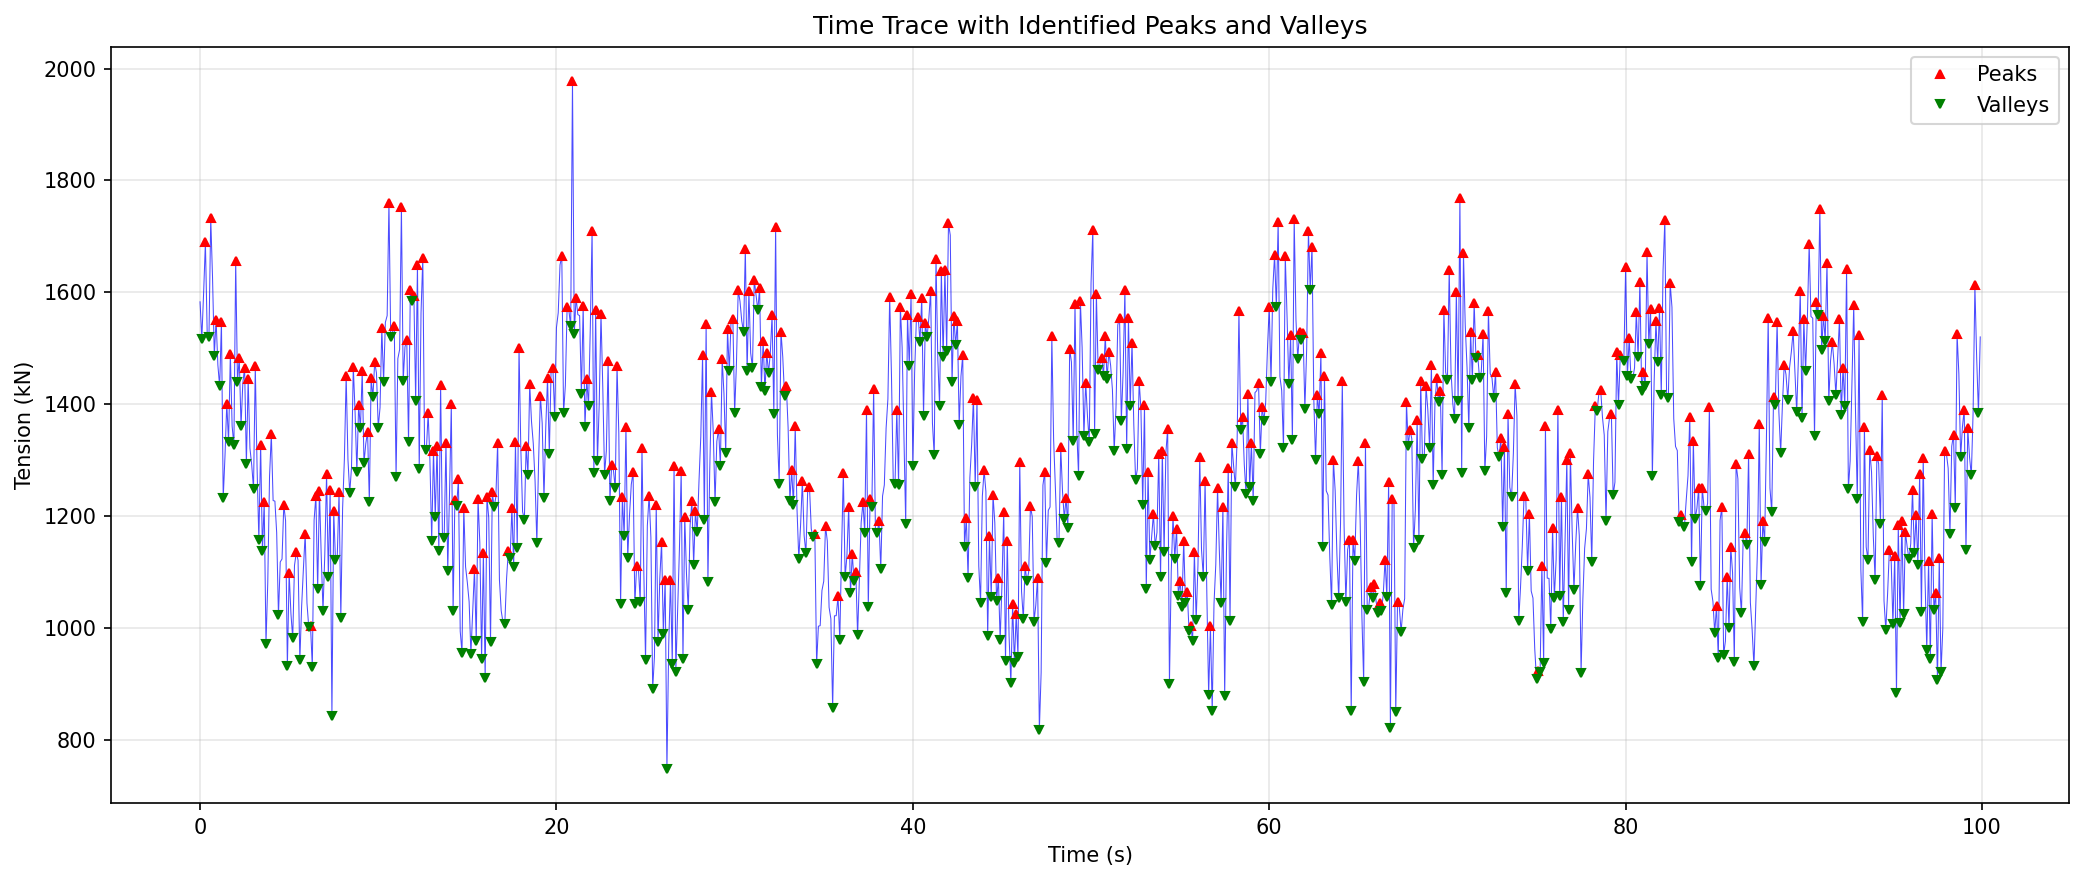 Time Trace with Identified Peaks and Valleys
Peaks
Valleys
Tension (kN)
2000
1800
1600
1400
1200
1000
800
0
20
40
60
80
100
Time (s)